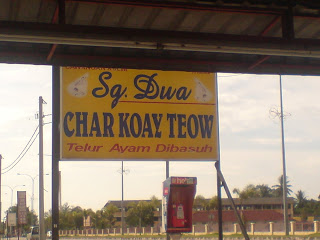 Sg Dwa
CHAR KOAY TEOW
Telur Ayam Dibasuh